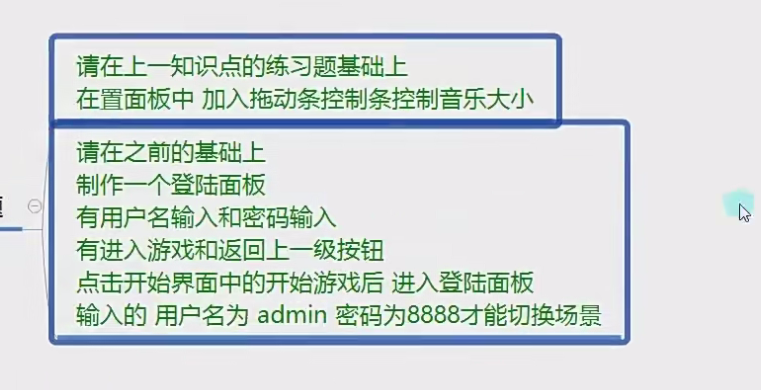 请在上一知识点的练习题基础上
在置面板中 加入拖动条控制条控制音乐大小
请在之前的基础上
制作一个登陆面板
有用户名输入和密码输入
有进入游戏和返回上一级按钮
点击开始界面中的开始游戏后 进入登陆面板
输入的 用户名为 admin 密码为8888才能切换场景